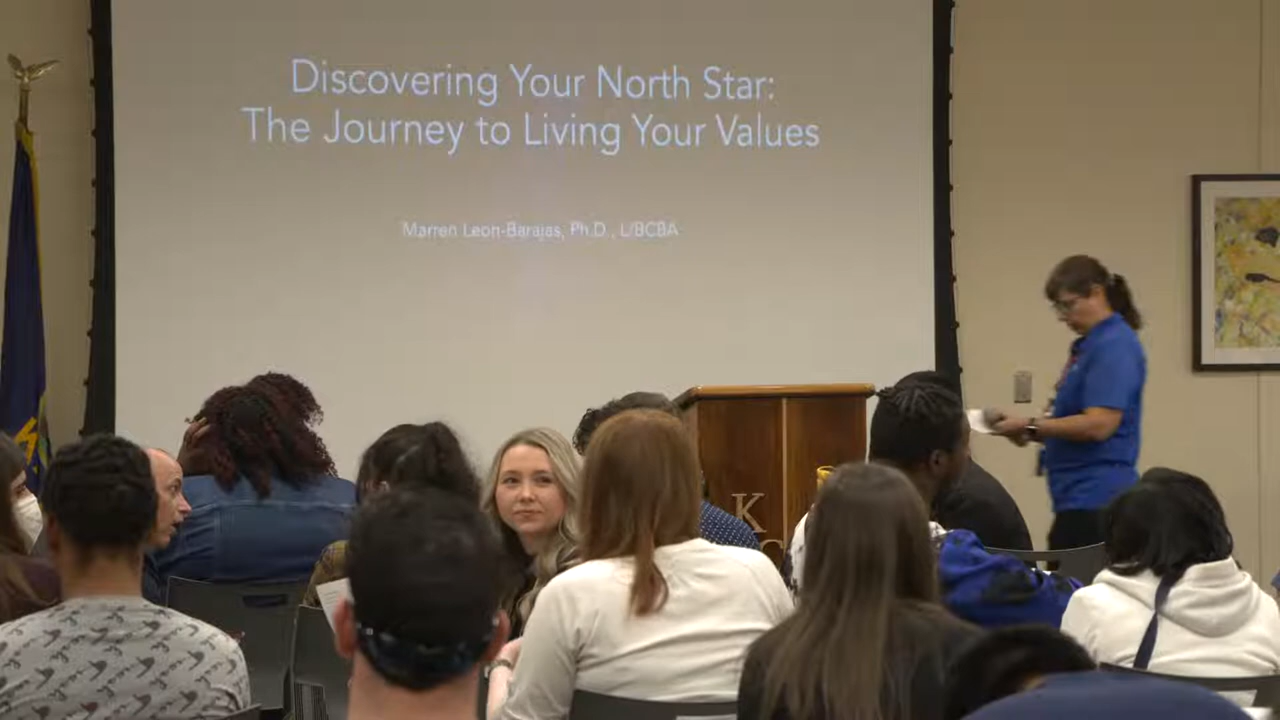 Discovering Your North Star:
The Journey to Living Your Values
Marren Leon-Barajas, Ph.D., L/BCBA
K